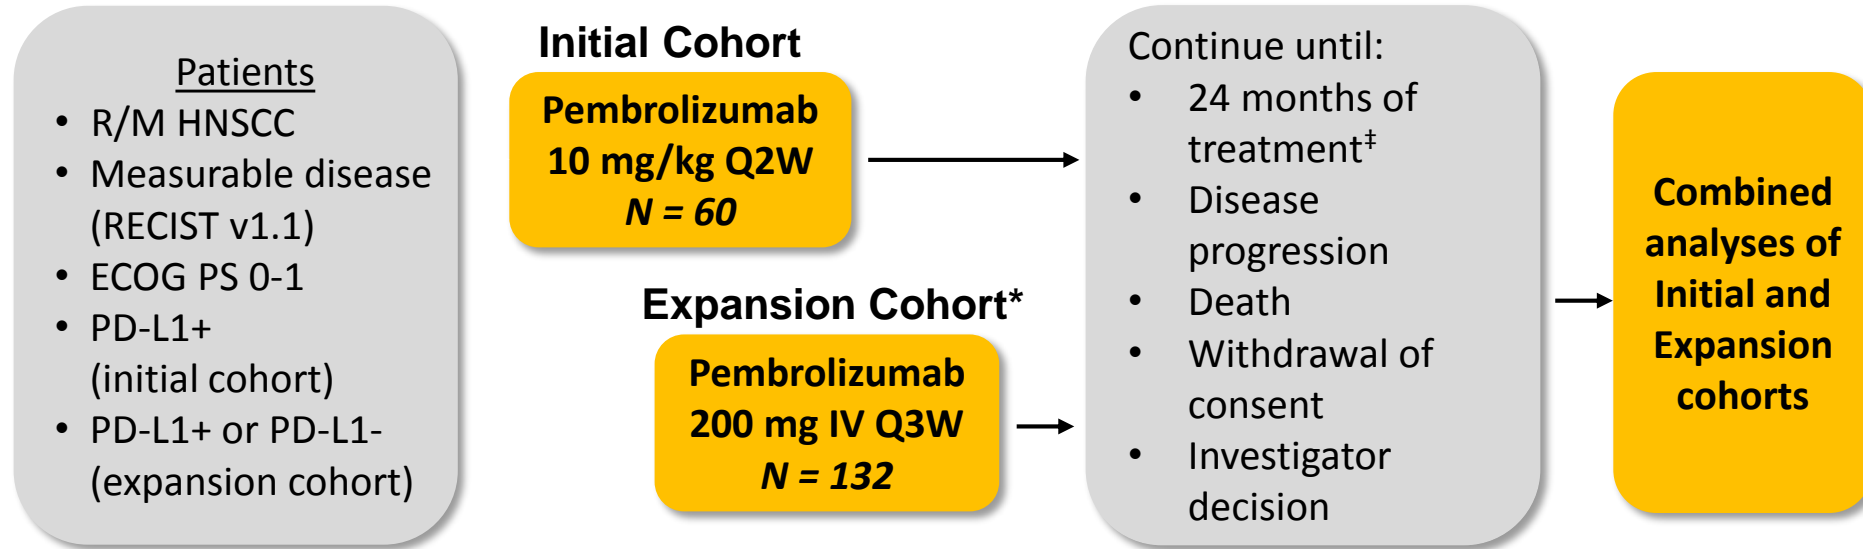 Patients
• R/M HNSCC
• Measurable disease
(RECIST v1.1)
• ECOG PS 0-1
• PD-L1+
(initial cohort)
• PD-L1+ or PD-L1-
(expansion cohort)
Initial Cohort
Pembrolizumab
10 mg/kg Q2W
N = 60
Expansion Cohort*
Pembrolizumab
200 mg IV Q3W
N = 132
Continue until:
• 24 months of
treatment‡
• Disease
progression
• Death
• Withdrawal of
consent
• Investigator
decision
Combined
analyses of
Initial and
Expansion
cohorts